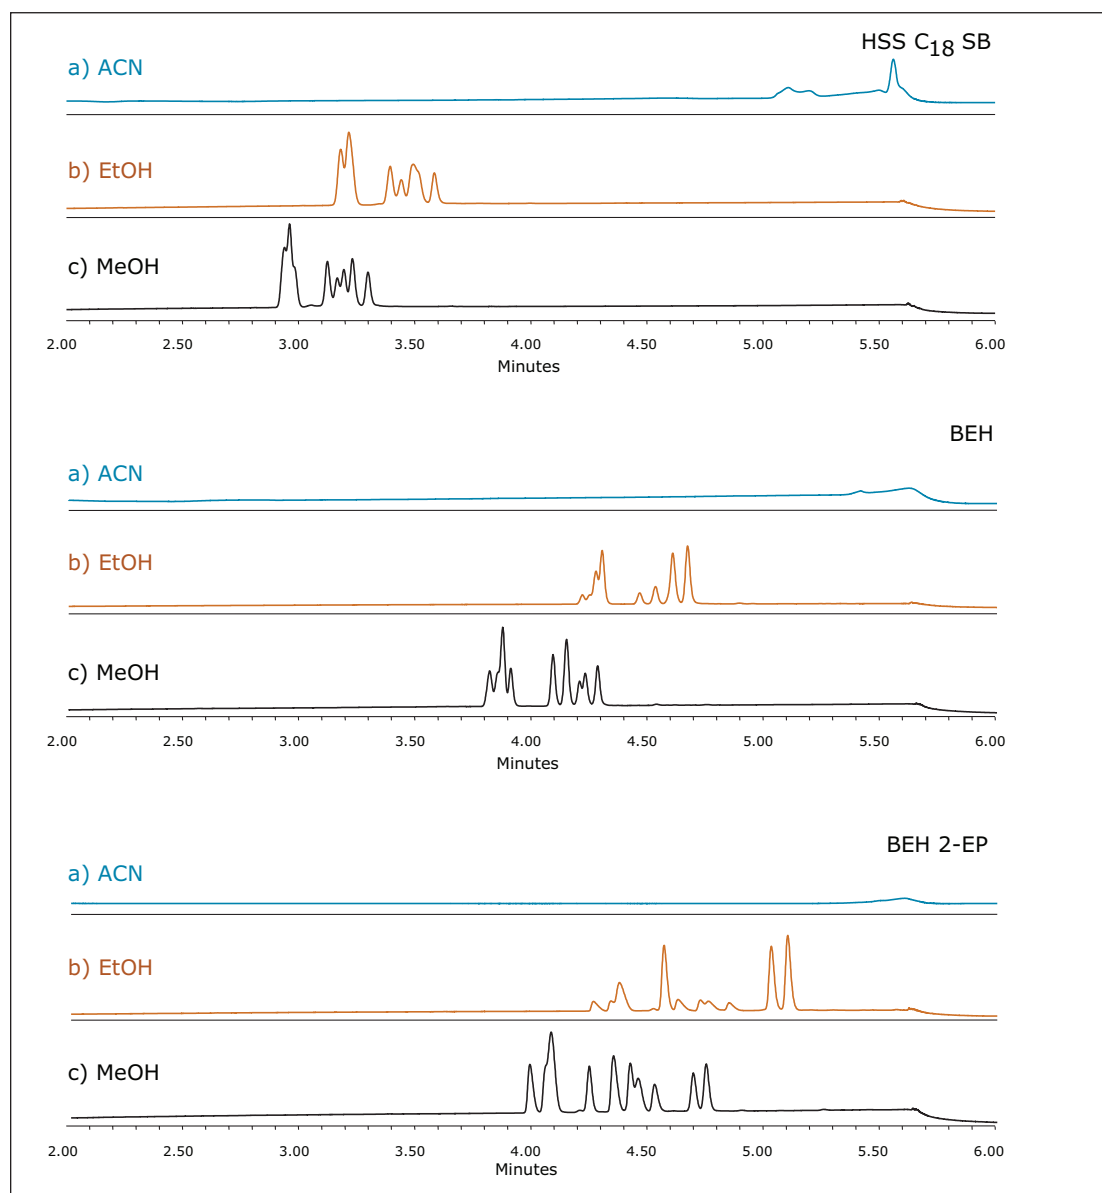 HSS C18 SB
a) ACN
b) EtOH
c) MeOH
2.00 2.50 3.00 3.50 4.00 4.50 5.00 5.50 6.00
Minutes
BEH
a) ACN
b) EtOH
c) MeOH
2.00 2.50 3.00 3.50 4.00 4.50 5.00 5.50 6.00
Minutes
BEH 2-EP
a) ACN
b) EtOH
c) MeOH
2.00 2.50 3.00 3.50 4.00 4.50 5.00 5.50 6.00
Minutes